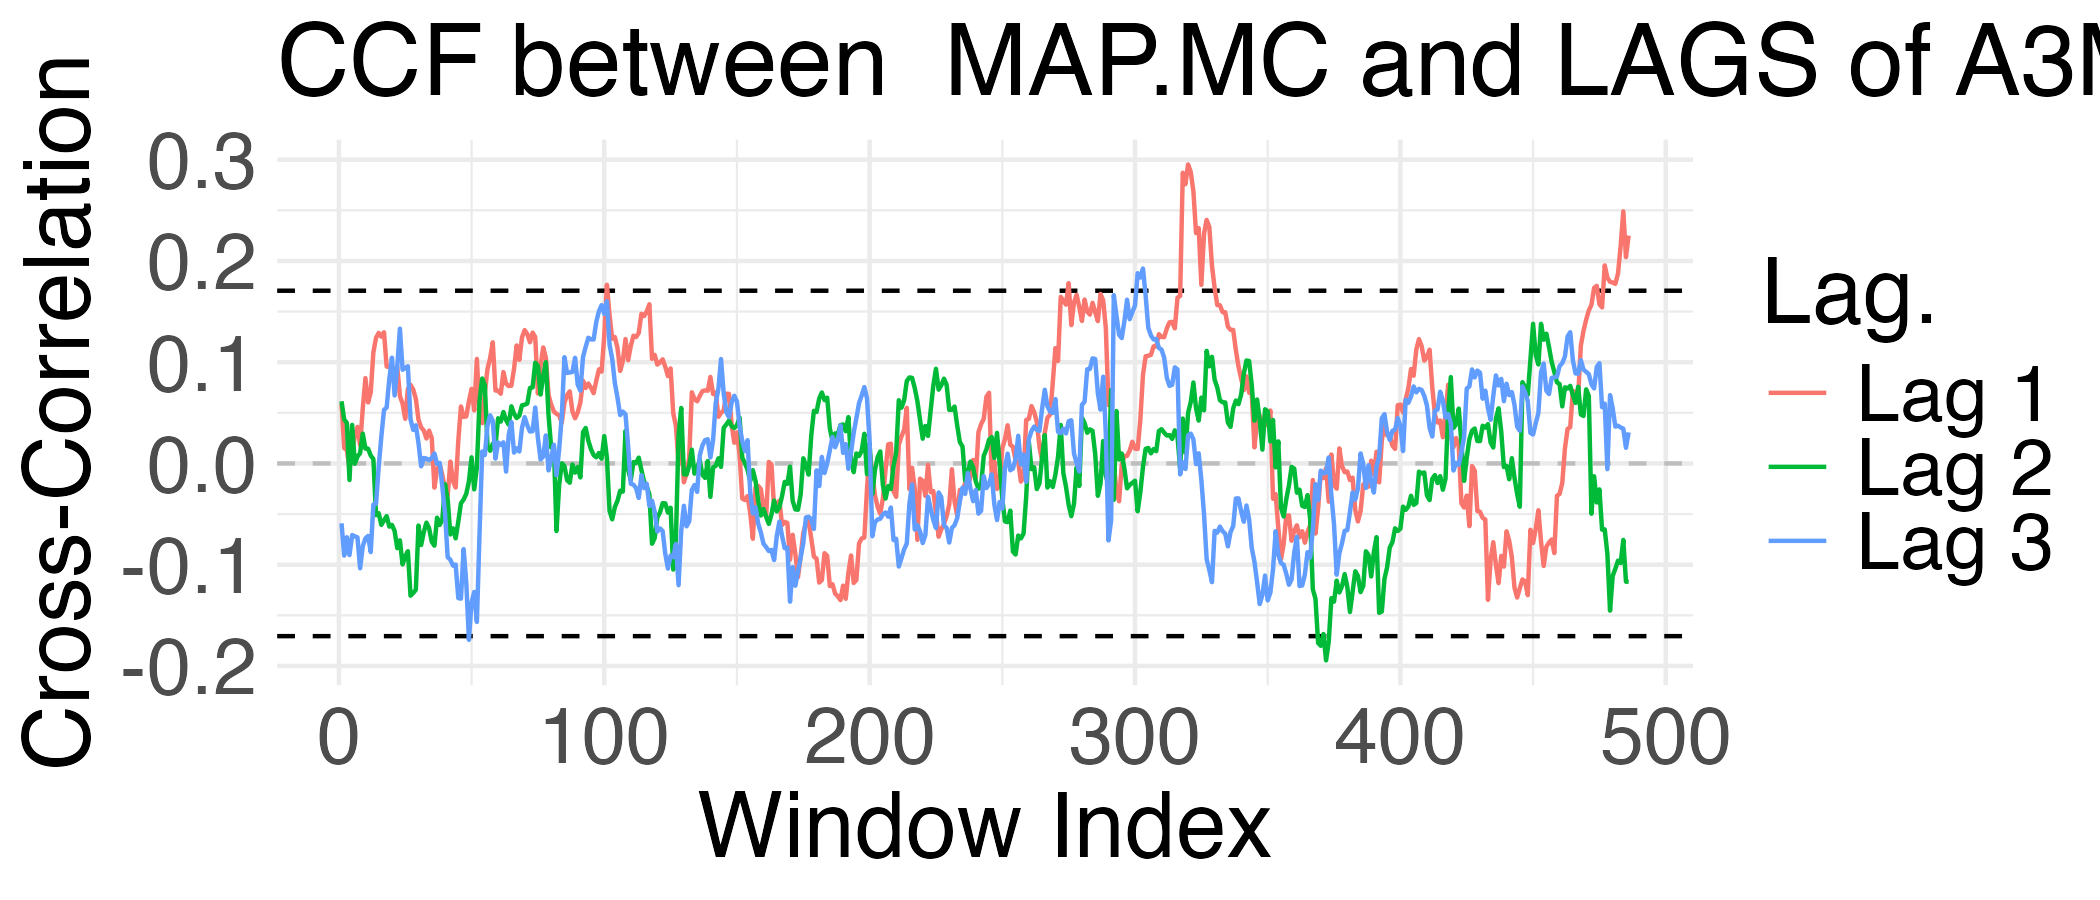 CCF between  MAP.MC and LAGS of
Cross-Correlation
0.3
0.2
0.1
0.0
-0.1
-0.2
0
100
200
300
400
500
Window Index
Lag.
Lag 1
Lag 2
Lag 3